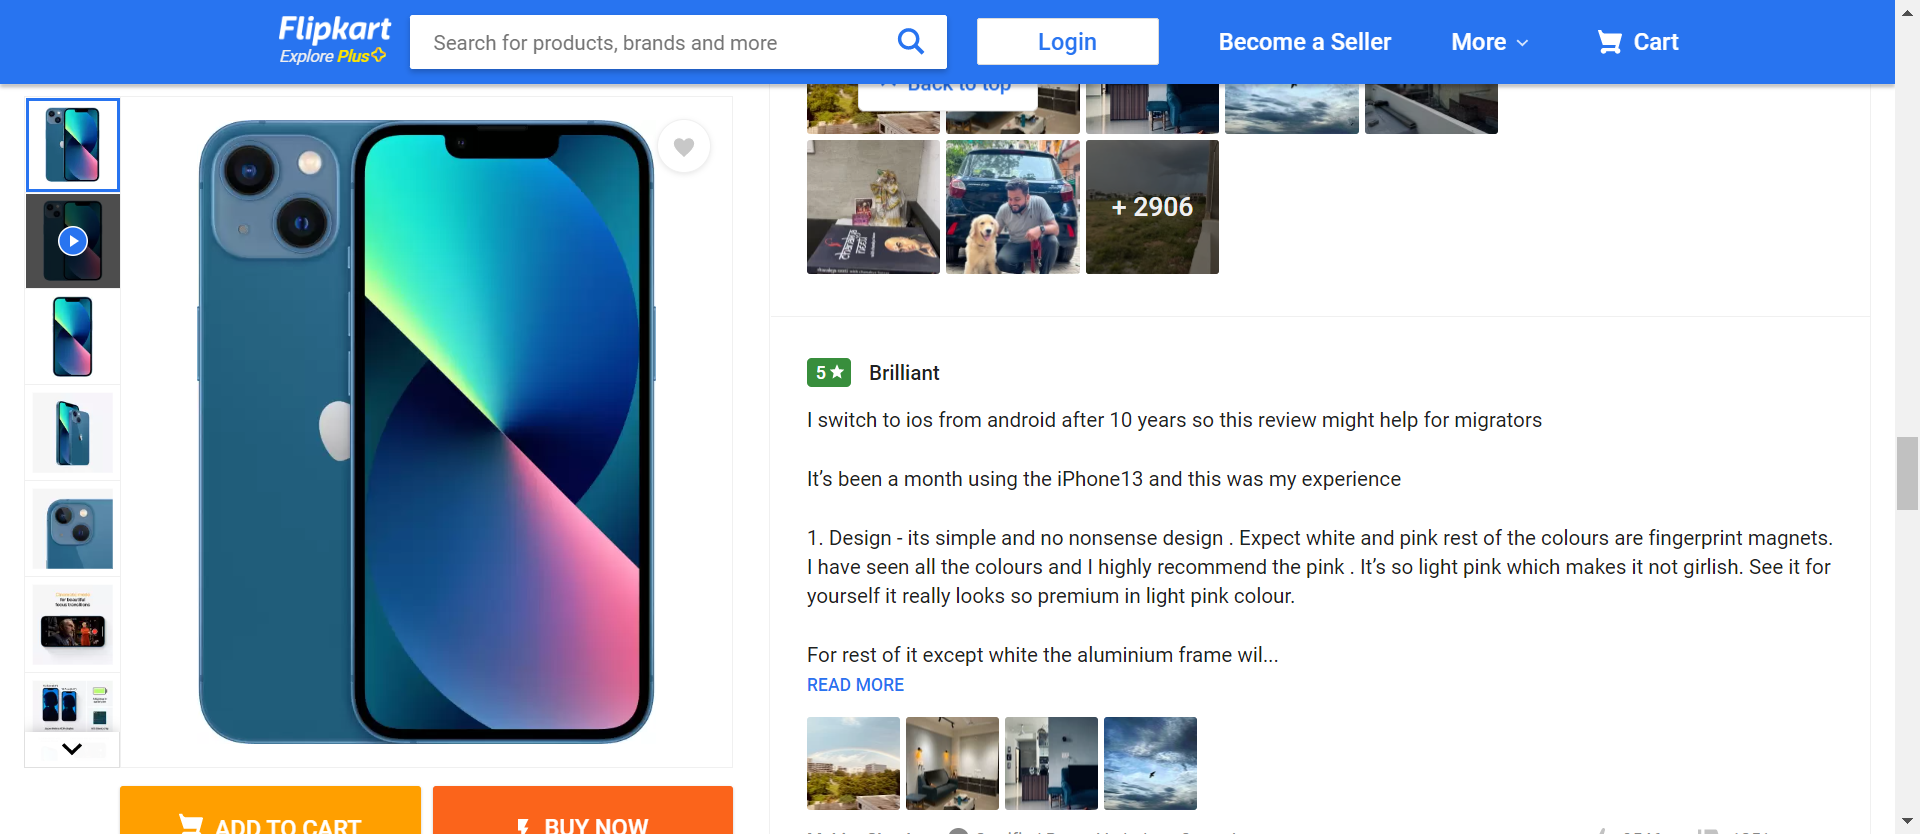 Flipkart
Explore Plus
Search for products, brands and more
Login
Become a Seller
More
Cart
Back to top
+ 2906
5
Brilliant
I switch to ios from android after 10 years so this review might help for migrators
It’s been a month using the iPhone13 and this was my experience
1. Design - its simple and no nonsense design . Expect white and pink rest of the colours are fingerprint magnets.
I have seen all the colours and I highly recommend the pink . It’s so light pink which makes it not girlish. See it for
yourself it really looks so premium in light pink colour.
For rest of it except white the aluminium frame wil...
READ MORE
for beautiful
focus transitions
ADD TO CART
BUY NOW